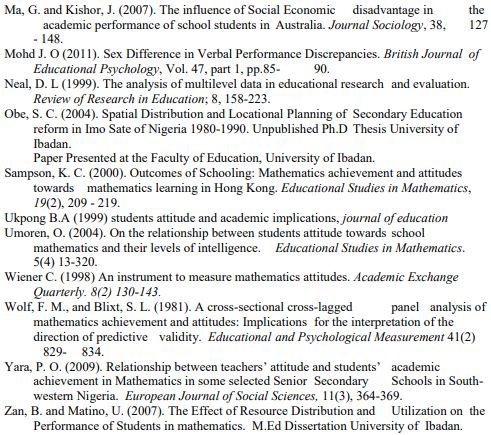 Ma, G. and Kishor, J. (2007). The influence of Social Economic disadvantage in the
academic performance of school students in Australia. Journal Sociology, 38, 127
- 148.
Mohd J. O (2011). Sex Difference in Verbal Performance Discrepancies. British Journal of
Educational Psychology, Vol. 47, part 1, pp.85- 90.
Neal, D. L (1999). The analysis of multilevel data in educational research and evaluation.
Review of Research in Education; 8, 158-223.
Obe, S. C. (2004). Spatial Distribution and Locational Planning of Secondary Education
reform in Imo Sate of Nigeria 1980-1990. Unpublished Ph.D Thesis University of
Ibadan.
Paper Presented at the Faculty of Education, University of Ibadan.
Sampson, K. C. (2000). Outcomes of Schooling: Mathematics achievement and attitudes
towards mathematics learning in Hong Kong. Educational Studies in Mathematics,
19(2), 209 - 219.
Ukpong B.A (1999) students attitude and academic implications, journal of education
Umoren, O. (2004). On the relationship between students attitude towards school
mathematics and their levels of intelligence. Educational Studies in Mathematics.
5(4) 13-320.
Wiener C. (1998) An instrument to measure mathematics attitudes. Academic Exchange
Quarterly. 8(2) 130-143.
Wolf, F. M., and Blixt, S. L. (1981). A cross-sectional cross-lagged panel analysis of
mathematics achievement and attitudes: Implications for the interpretation of the
direction of predictive validity. Educational and Psychological Measurement 41(2)
829- 834.
Yara, P. O. (2009). Relationship between teachers’ attitude and students’ academic
achievement in Mathematics in some selected Senior Secondary Schools in South-
western Nigeria. European Journal of Social Sciences, 11(3), 364-369.
Zan, B. and Matino, U. (2007). The Effect of Resource Distribution and Utilization on the
Performance of Students in mathematics. M.Ed Dissertation University of Ibadan.